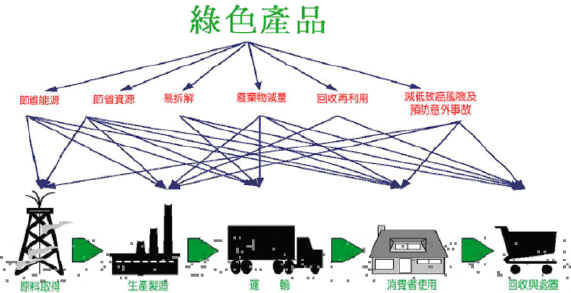 綠色產品
節省能源
節省資源
易拆解
廢棄物減量
回收再利用
減低致癌風險及
預防意外事故
原料取得
生產製造
運輸
消費者使用
回收與處置